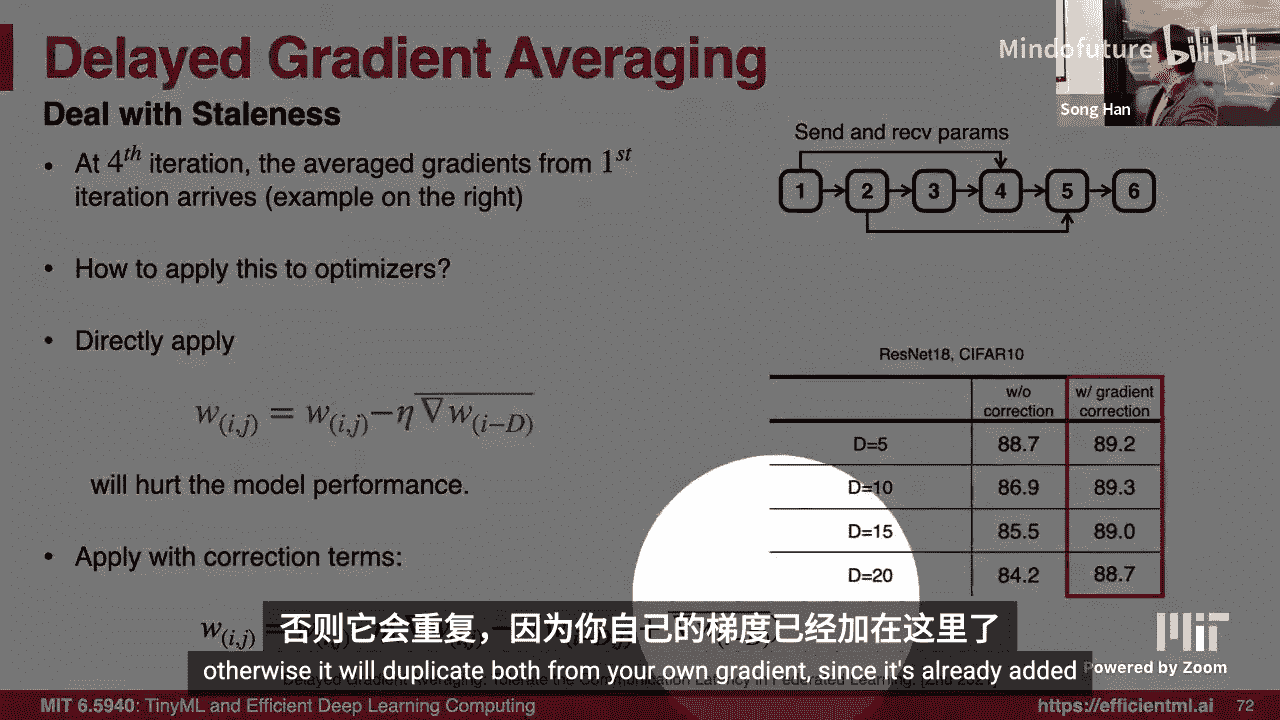 Delayed Gradient Averaging
Mindofuture bilibili
Song Han
Deal with Staleness
• At 4th iteration, the averaged gradients from 1st
iteration arrives (example on the right)
Send and recv params
1 2 3 4 5 6
• How to apply this to optimizers?
• Directly apply
w(i,j) = w(i,j) − η∇w(i−D)
will hurt the model performance.
• Apply with correction terms:
w(i,j) =
ResNet18, CIFAR10
w/o correction w/ gradient correction
D=5 88.7 89.2
D=10 86.9 89.3
D=15 85.5 89.0
D=20 84.2 88.7
否则它会重复，因为你自己的梯度已经加在这里了
otherwise it will duplicate both from your own gradient, since it's already added
MIT
Powered by Zoom
MIT 6.5940: TinyML and Efficient Deep Learning Computing
https://efficientml.ai 72